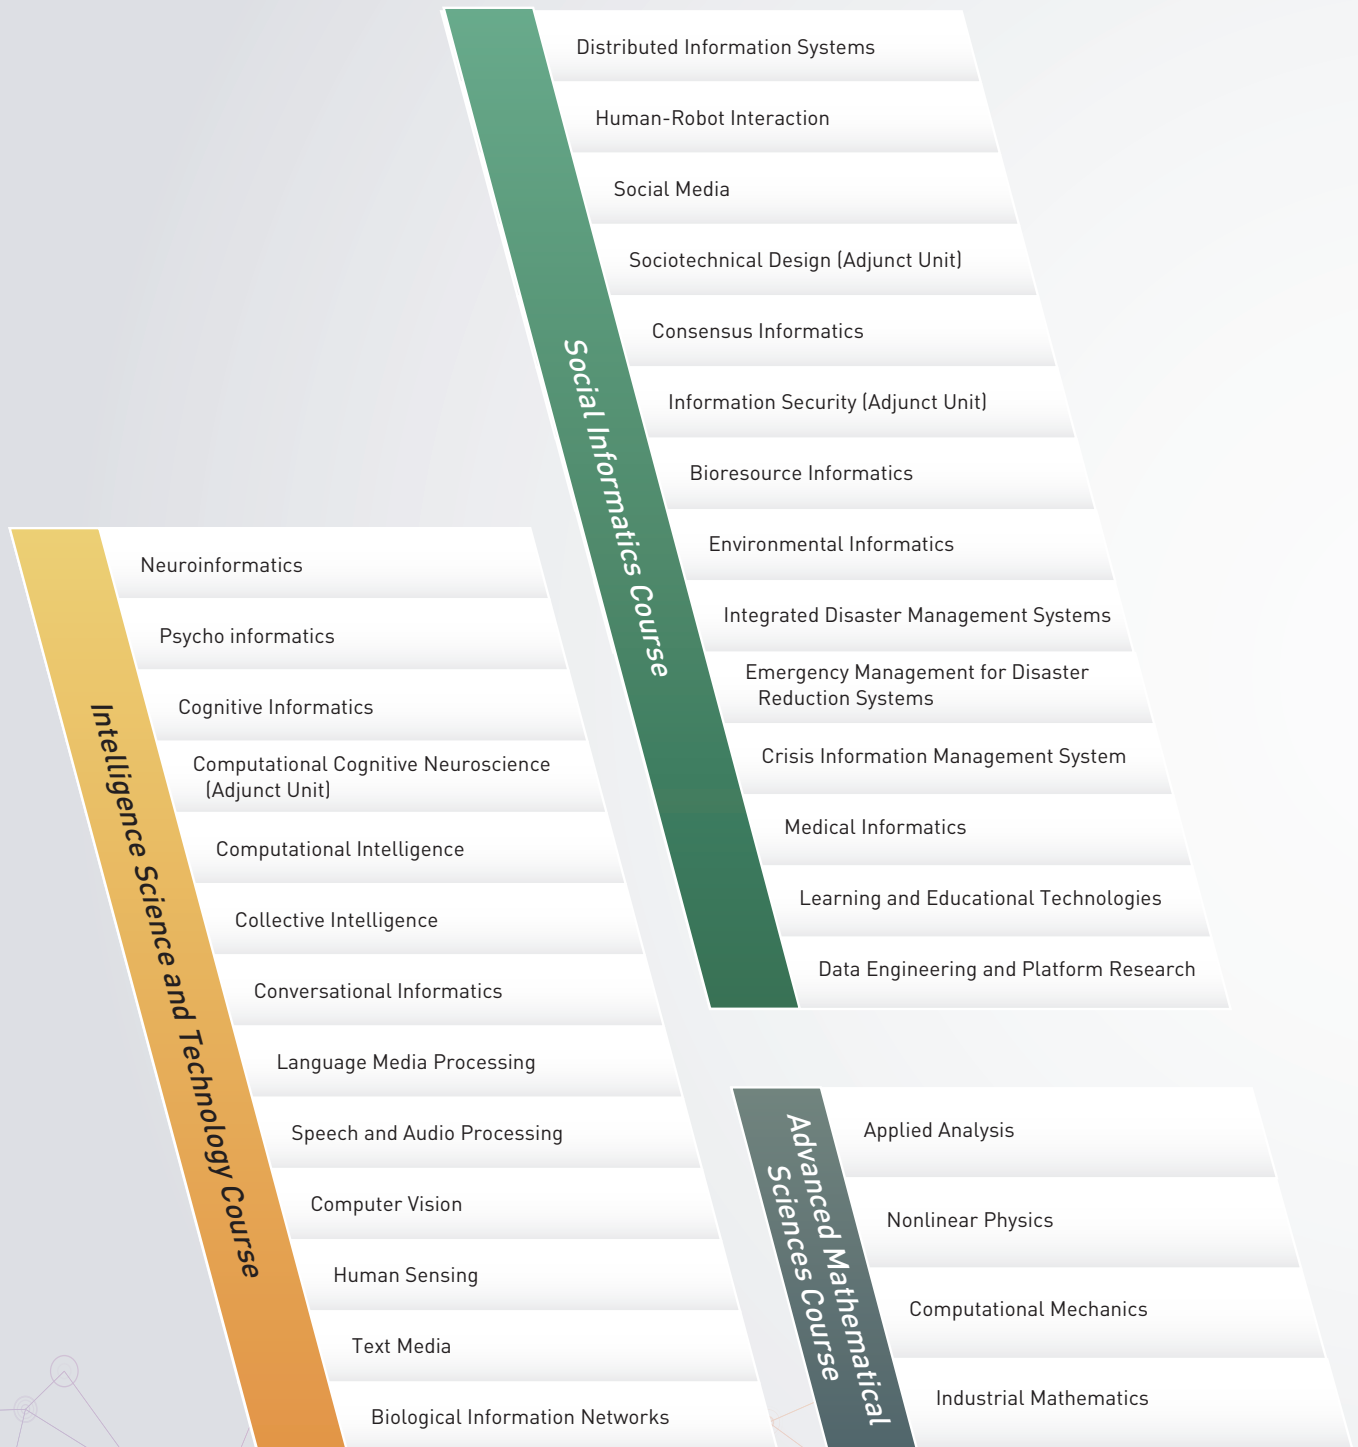 Social Informatics Course
Distributed Information Systems
Human-Robot Interaction
Social Media
Sociotechnical Design (Adjunct Unit)
Consensus Informatics
Information Security (Adjunct Unit)
Bioresource Informatics
Environmental Informatics
Integrated Disaster Management Systems
Emergency Management for Disaster
Reduction Systems
Crisis Information Management System
Medical Informatics
Learning and Educational Technologies
Data Engineering and Platform Research
Intelligence Science and Technology Course
Neuroinformatics
Psycho informatics
Cognitive Informatics
Computational Cognitive Neuroscience
(Adjunct Unit)
Computational Intelligence
Collective Intelligence
Conversational Informatics
Language Media Processing
Speech and Audio Processing
Computer Vision
Human Sensing
Text Media
Biological Information Networks
Advanced Mathematical
Sciences Course
Applied Analysis
Nonlinear Physics
Computational Mechanics
Industrial Mathematics